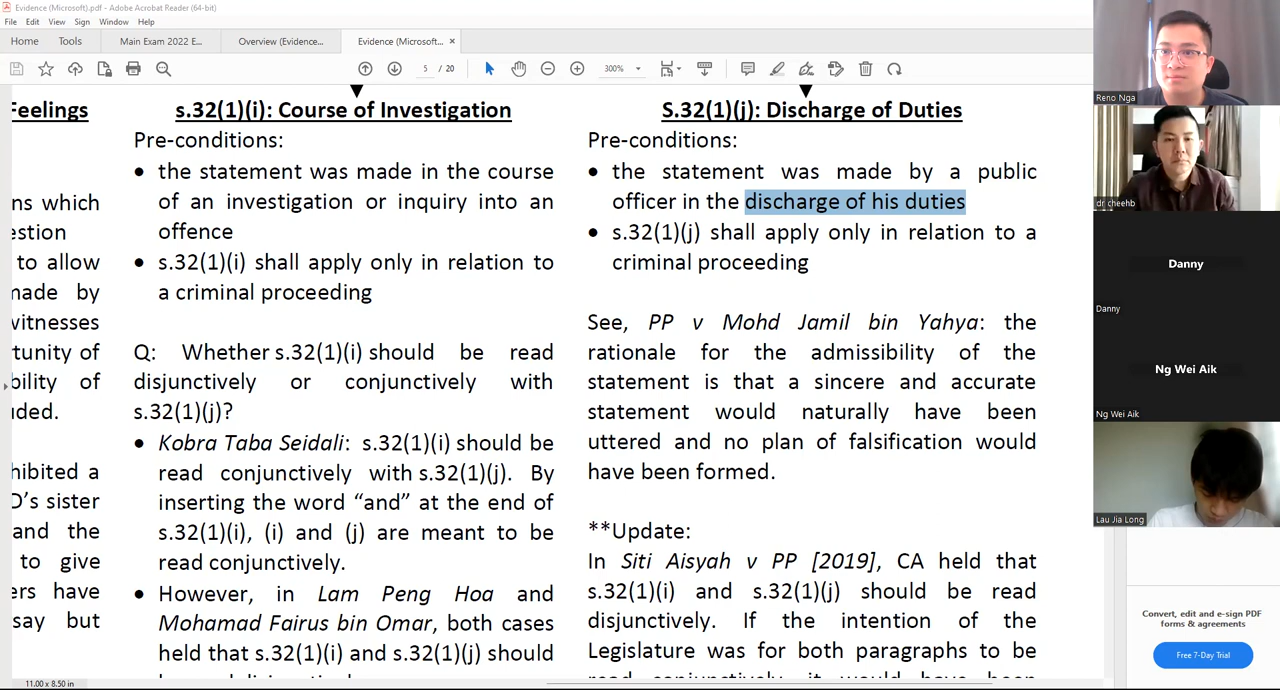 Evidence (Microsoft).pdf - Adobe Acrobat Reader (64-bit)
File Edit View Sign Window Help
Home Tools Main Exam 2022 E... Overview (Evidence... Evidence (Microsoft... ×
5 / 20 300%
Feelings
ns which
estion
to allow
made by
witnesses
tunity of
bility of
uded.
hibited a
O's sister
and the
to give
ers have
say but
s.32(1)(i): Course of Investigation
Pre-conditions:
• the statement was made in the course
of an investigation or inquiry into an
offence
• s.32(1)(i) shall apply only in relation to
a criminal proceeding
Q: Whether s.32(1)(i) should be read
disjunctively or conjunctively with
s.32(1)(j)?
• Kobra Taba Seidali: s.32(1)(i) should be
read conjunctively with s.32(1)(j). By
inserting the word “and” at the end of
s.32(1)(i), (i) and (j) are meant to be
read conjunctively.
• However, in Lam Peng Hoa and
Mohamad Fairus bin Omar, both cases
held that s.32(1)(i) and s.32(1)(j) should
S.32(1)(j): Discharge of Duties
Pre-conditions:
• the statement was made by a public
officer in the discharge of his duties
• s.32(1)(j) shall apply only in relation to a
criminal proceeding
See, PP v Mohd Jamil bin Yahya: the
rationale for the admissibility of the
statement is that a sincere and accurate
statement would naturally have been
uttered and no plan of falsification would
have been formed.
**Update:
In Siti Aisyah v PP [2019], CA held that
s.32(1)(i) and s.32(1)(j) should be read
disjunctively. If the intention of the
Legislature was for both paragraphs to be
read conjunctively, it would have been
11.00 x 8.50 in
Reno Nga
dr cheehb
Danny
Danny
Ng Wei Aik
Ng Wei Aik
Lau Jia Long
Convert, edit and e-sign PDF
forms & agreements
Free 7-Day Trial